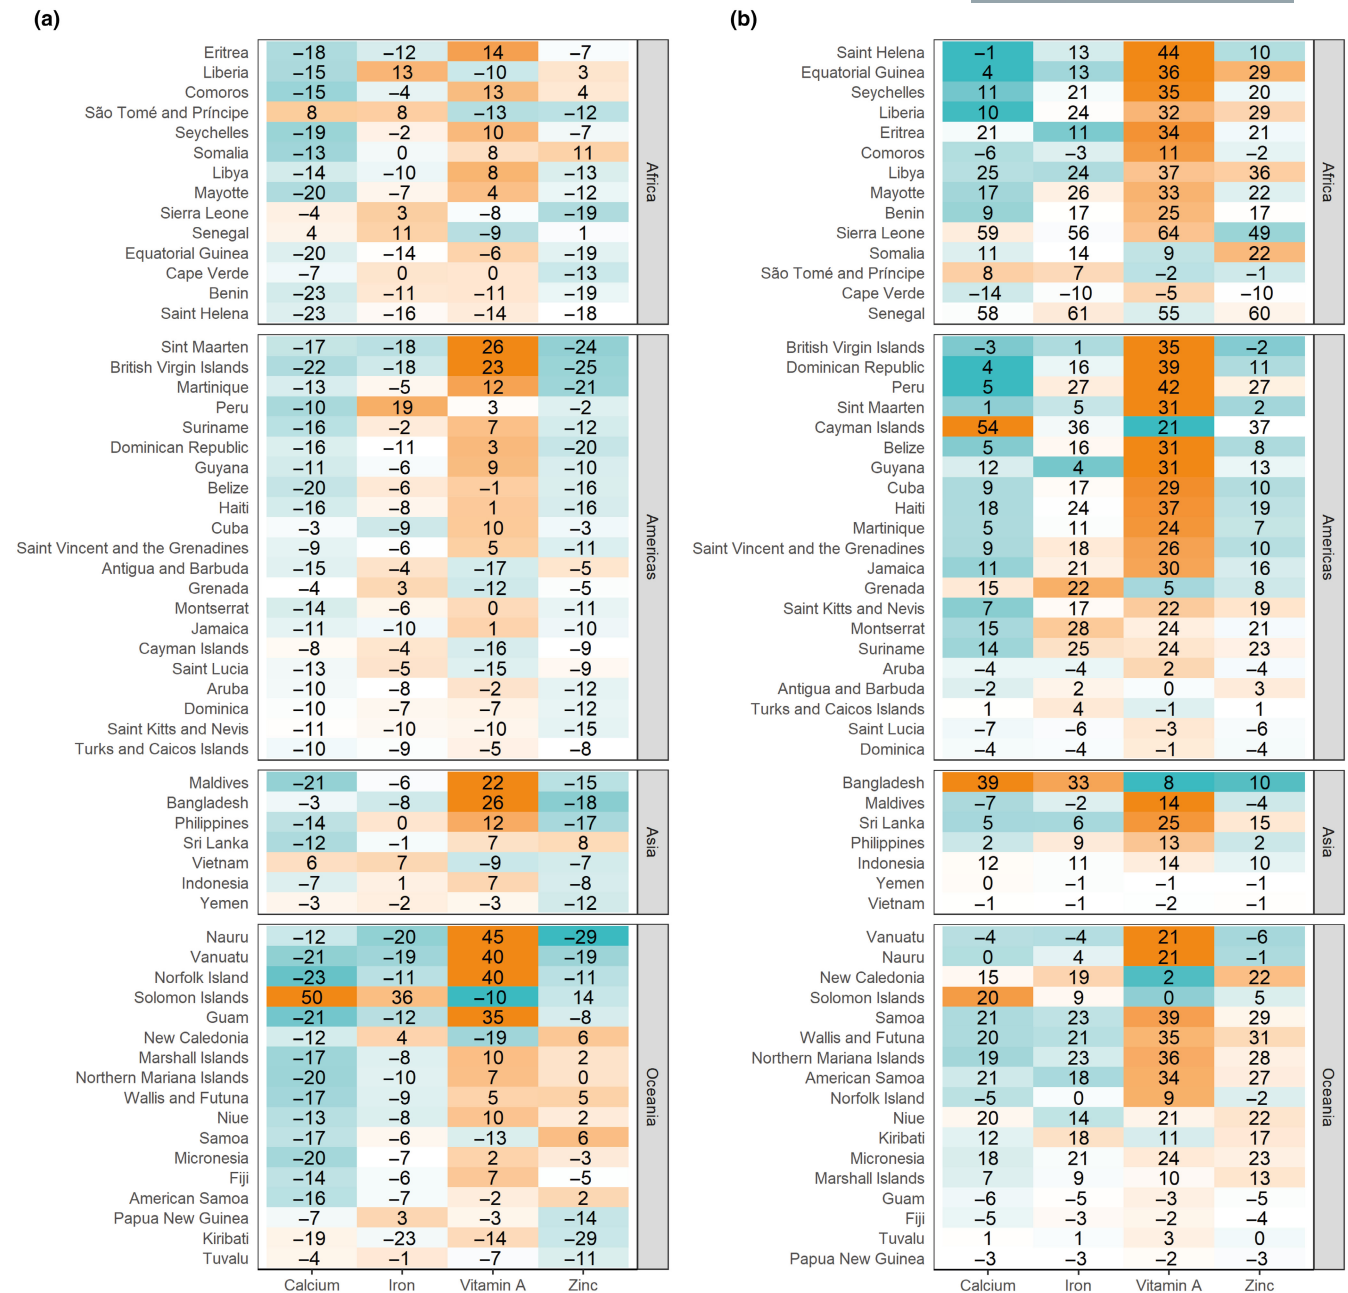 (a)
Eritrea –18 –12 14 –7
Liberia –15 13 –10 3
Comoros –15 –4 13 4
São Tomé and Príncipe 8 8 –13 –12
Seychelles –19 –2 10 –7
Somalia –13 0 8 11
Libya –14 –10 8 –13
Mayotte –20 –7 4 –12
Sierra Leone –4 3 –8 –19
Senegal 4 11 –9 1
Equatorial Guinea –20 –14 –6 –19
Cape Verde –7 0 0 –13
Benin –23 –11 –11 –19
Saint Helena –23 –16 –14 –18
Africa
Sint Maarten –17 –18 26 –24
British Virgin Islands –22 –18 23 –25
Martinique –13 –5 12 –21
Peru –10 19 3 –2
Suriname –16 –2 7 –12
Dominican Republic –16 –11 3 –20
Guyana –11 –6 9 –10
Belize –20 –6 –1 –16
Haiti –16 –8 1 –16
Cuba –3 –9 10 –3
Saint Vincent and the Grenadines –9 –6 5 –11
Antigua and Barbuda –15 –4 –17 –5
Grenada –4 3 –12 –5
Montserrat –14 –6 0 –11
Jamaica –11 –10 1 –10
Cayman Islands –8 –4 –16 –9
Saint Lucia –13 –5 –15 –9
Aruba –10 –8 –2 –12
Dominica –10 –7 –7 –12
Saint Kitts and Nevis –11 –10 –10 –15
Turks and Caicos Islands –10 –9 –5 –8
Americas
Maldives –21 –6 22 –15
Bangladesh –3 –8 26 –18
Philippines –14 0 12 –17
Sri Lanka –12 –1 7 8
Vietnam 6 7 –9 –7
Indonesia –7 1 7 –8
Yemen –3 –2 –3 –12
Asia
Nauru –12 –20 45 –29
Vanuatu –21 –19 40 –19
Norfolk Island –23 –11 40 –11
Solomon Islands 50 36 –10 14
Guam –21 –12 35 –8
New Caledonia –12 4 –19 6
Marshall Islands –17 –8 10 2
Northern Mariana Islands –20 –10 7 0
Wallis and Futuna –17 –9 5 5
Niue –13 –8 10 2
Samoa –17 –6 –13 6
Micronesia –20 –7 2 –3
Fiji –14 –6 7 –5
American Samoa –16 –7 –2 2
Papua New Guinea –7 3 –3 –14
Kiribati –19 –23 –14 –29
Tuvalu –4 –1 –7 –11
Oceania
Calcium Iron Vitamin A Zinc
(b)
Saint Helena –1 13 44 10
Equatorial Guinea 4 13 36 29
Seychelles 11 21 35 20
Liberia 10 24 32 29
Eritrea 21 11 34 21
Comoros –6 –3 11 –2
Libya 25 24 37 36
Mayotte 17 26 33 22
Benin 9 17 25 17
Sierra Leone 59 56 64 49
Somalia 11 14 9 22
São Tomé and Príncipe 8 7 –2 –1
Cape Verde –14 –10 –5 –10
Senegal 58 61 55 60
Africa
British Virgin Islands –3 1 35 –2
Dominican Republic 4 16 39 11
Peru 5 27 42 27
Sint Maarten 1 5 31 2
Cayman Islands 54 36 21 37
Belize 5 16 31 8
Guyana 12 4 31 13
Cuba 9 17 29 10
Haiti 18 24 37 19
Martinique 5 11 24 7
Saint Vincent and the Grenadines 9 18 26 10
Jamaica 11 21 30 16
Grenada 15 22 5 8
Saint Kitts and Nevis 7 17 22 19
Montserrat 15 28 24 21
Suriname 14 25 24 23
Aruba –4 –4 2 –4
Antigua and Barbuda –2 2 0 3
Turks and Caicos Islands 1 4 –1 1
Saint Lucia –7 –6 –3 –6
Dominica –4 –4 –1 –4
Americas
Bangladesh 39 33 8 10
Maldives –7 –2 14 –4
Sri Lanka 5 6 25 15
Philippines 2 9 13 2
Indonesia 12 11 14 10
Yemen 0 –1 –1 –1
Vietnam –1 –1 –2 –1
Asia
Vanuatu –4 –4 21 –6
Nauru 0 4 21 –1
New Caledonia 15 19 2 22
Solomon Islands 20 9 0 5
Samoa 21 23 39 29
Wallis and Futuna 20 21 35 31
Northern Mariana Islands 19 23 36 28
American Samoa 21 18 34 27
Norfolk Island –5 0 9 –2
Niue 20 14 21 22
Kiribati 12 18 11 17
Micronesia 18 21 24 23
Marshall Islands 7 9 10 13
Guam –6 –5 –3 –5
Fiji –5 –3 –2 –4
Tuvalu 1 1 3 0
Papua New Guinea –3 –3 –2 –3
Oceania
Calcium Iron Vitamin A Zinc